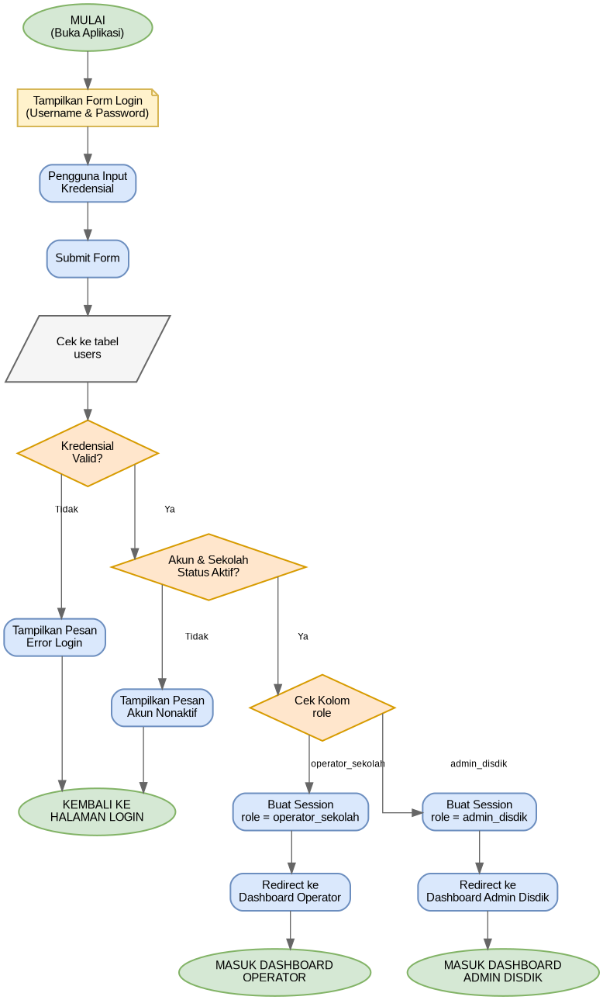 MULAI
(Buka Aplikasi)
Tampilkan Form Login
(Username & Password)
Pengguna Input
Kredensial
Submit Form
Cek ke tabel
users
Kredensial
Valid?
Tidak
Ya
Akun & Sekolah
Status Aktif?
Tampilkan Pesan
Error Login
Tidak
Ya
Tampilkan Pesan
Akun Nonaktif
Cek Kolom
role
operator_sekolah
admin_disdik
KEMBALI KE
HALAMAN LOGIN
Buat Session
role = operator_sekolah
Buat Session
role = admin_disdik
Redirect ke
Dashboard Operator
Redirect ke
Dashboard Admin Disdik
MASUK DASHBOARD
OPERATOR
MASUK DASHBOARD
ADMIN DISDIK